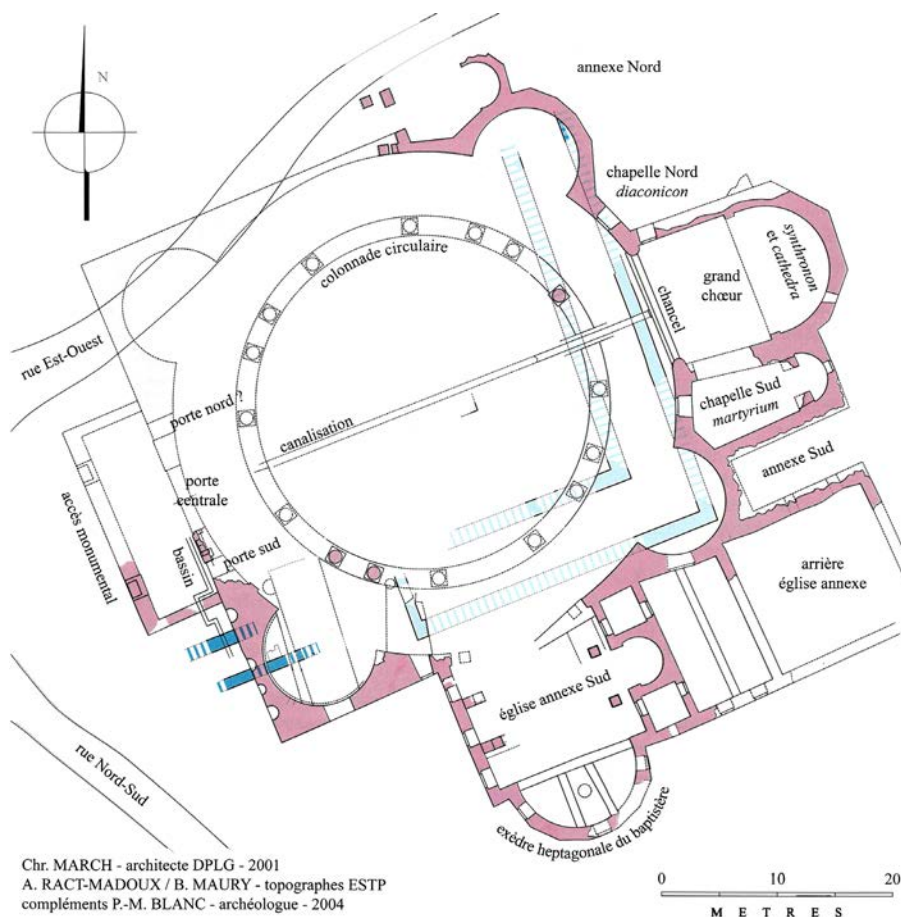 N
annexe Nord
chapelle Nord
diaconicon
synthronon
et cathedra
grand
chœur
chancel
colonnade circulaire
rue Est-Ouest
porte nord ?
canalisation
chapelle Sud
martyrium
annexe Sud
porte
centrale
accès monumental
bassin
porte sud
arrière
église annexe
église annexe Sud
rue Nord-Sud
exèdre heptagonale du baptistère
Chr. MARCH - architecte DPLG - 2001
A. RACT-MADOUX / B. MAURY - topographes ESTP
compléments P.-M. BLANC - archéologue - 2004
0 10 20
M E T R E S